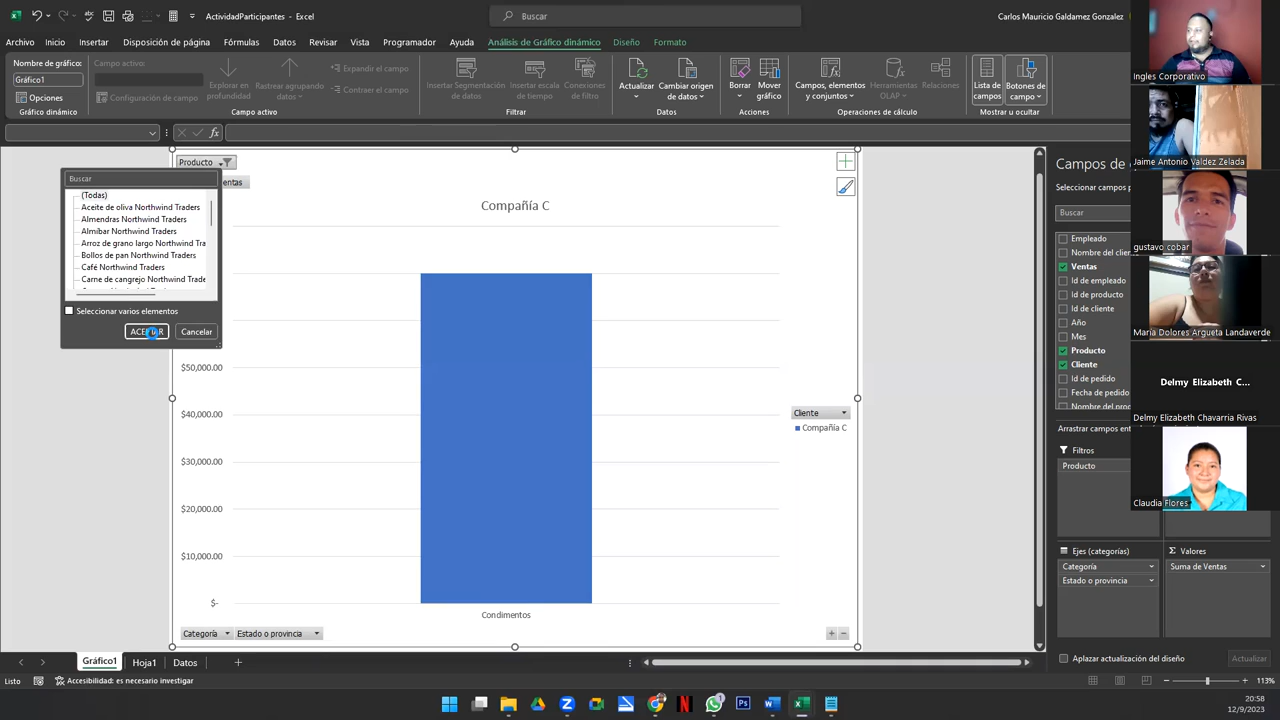 ActividadParticipantes - Excel
Buscar
Carlos Mauricio Galdamez Gonzalez
Archivo Inicio Insertar Disposición de página Fórmulas Datos Revisar Vista Programador Ayuda Análisis de Gráfico dinámico Diseño Formato
Nombre de gráfico:
Gráfico1
Opciones
Gráfico dinámico
Campo activo:
Configuración de campo
Explorar en profundidad
Rastrear agrupando datos
Expandir el campo
Contraer el campo
Campo activo
Insertar Segmentación de datos
Insertar escala de tiempo
Conexiones de filtro
Filtrar
Actualizar
Cambiar origen de datos
Datos
Borrar
Mover gráfico
Acciones
Campos, elementos y conjuntos
Herramientas OLAP
Relaciones
Operaciones de cálculo
Lista de campos
Botones de campo
Mostrar u ocultar
fx
Producto
entas
Buscar
(Todas)
Aceite de oliva Northwind Traders
Almendras Northwind Traders
Almíbar Northwind Traders
Arroz de grano largo Northwind Tra
Bollos de pan Northwind Traders
Café Northwind Traders
Carne de cangrejo Northwind Trade
Seleccionar varios elementos
Cancelar
Compañía C
$50,000.00
$40,000.00
$30,000.00
$20,000.00
$10,000.00
$-
Condimentos
Cliente
Compañía C
Categoría
Estado o provincia
Campos de
Seleccionar campos p
Buscar
Empleado
Nombre del clie
Ventas
Id de empleado
Id de producto
Id de cliente
Año
Mes
Producto
Cliente
Id de pedido
Fecha de pedido
Nombre del pro
Arrastrar campos ent
Filtros
Producto
Ejes (categorías)
Categoría
Estado o provincia
Σ Valores
Suma de Ventas
Aplazar actualización del diseño
Actualizar
Ingles Corporativo
Jaime Antonio Valdez Zelada
gustavo cobar
María Dolores Argueta Landaverde
Delmy Elizabeth C...
Delmy Elizabeth Chavarria Rivas
Claudia Flores
Gráfico1 Hoja1 Datos
Listo
Accesibilidad: es necesario investigar
113%
20:58
12/9/2023